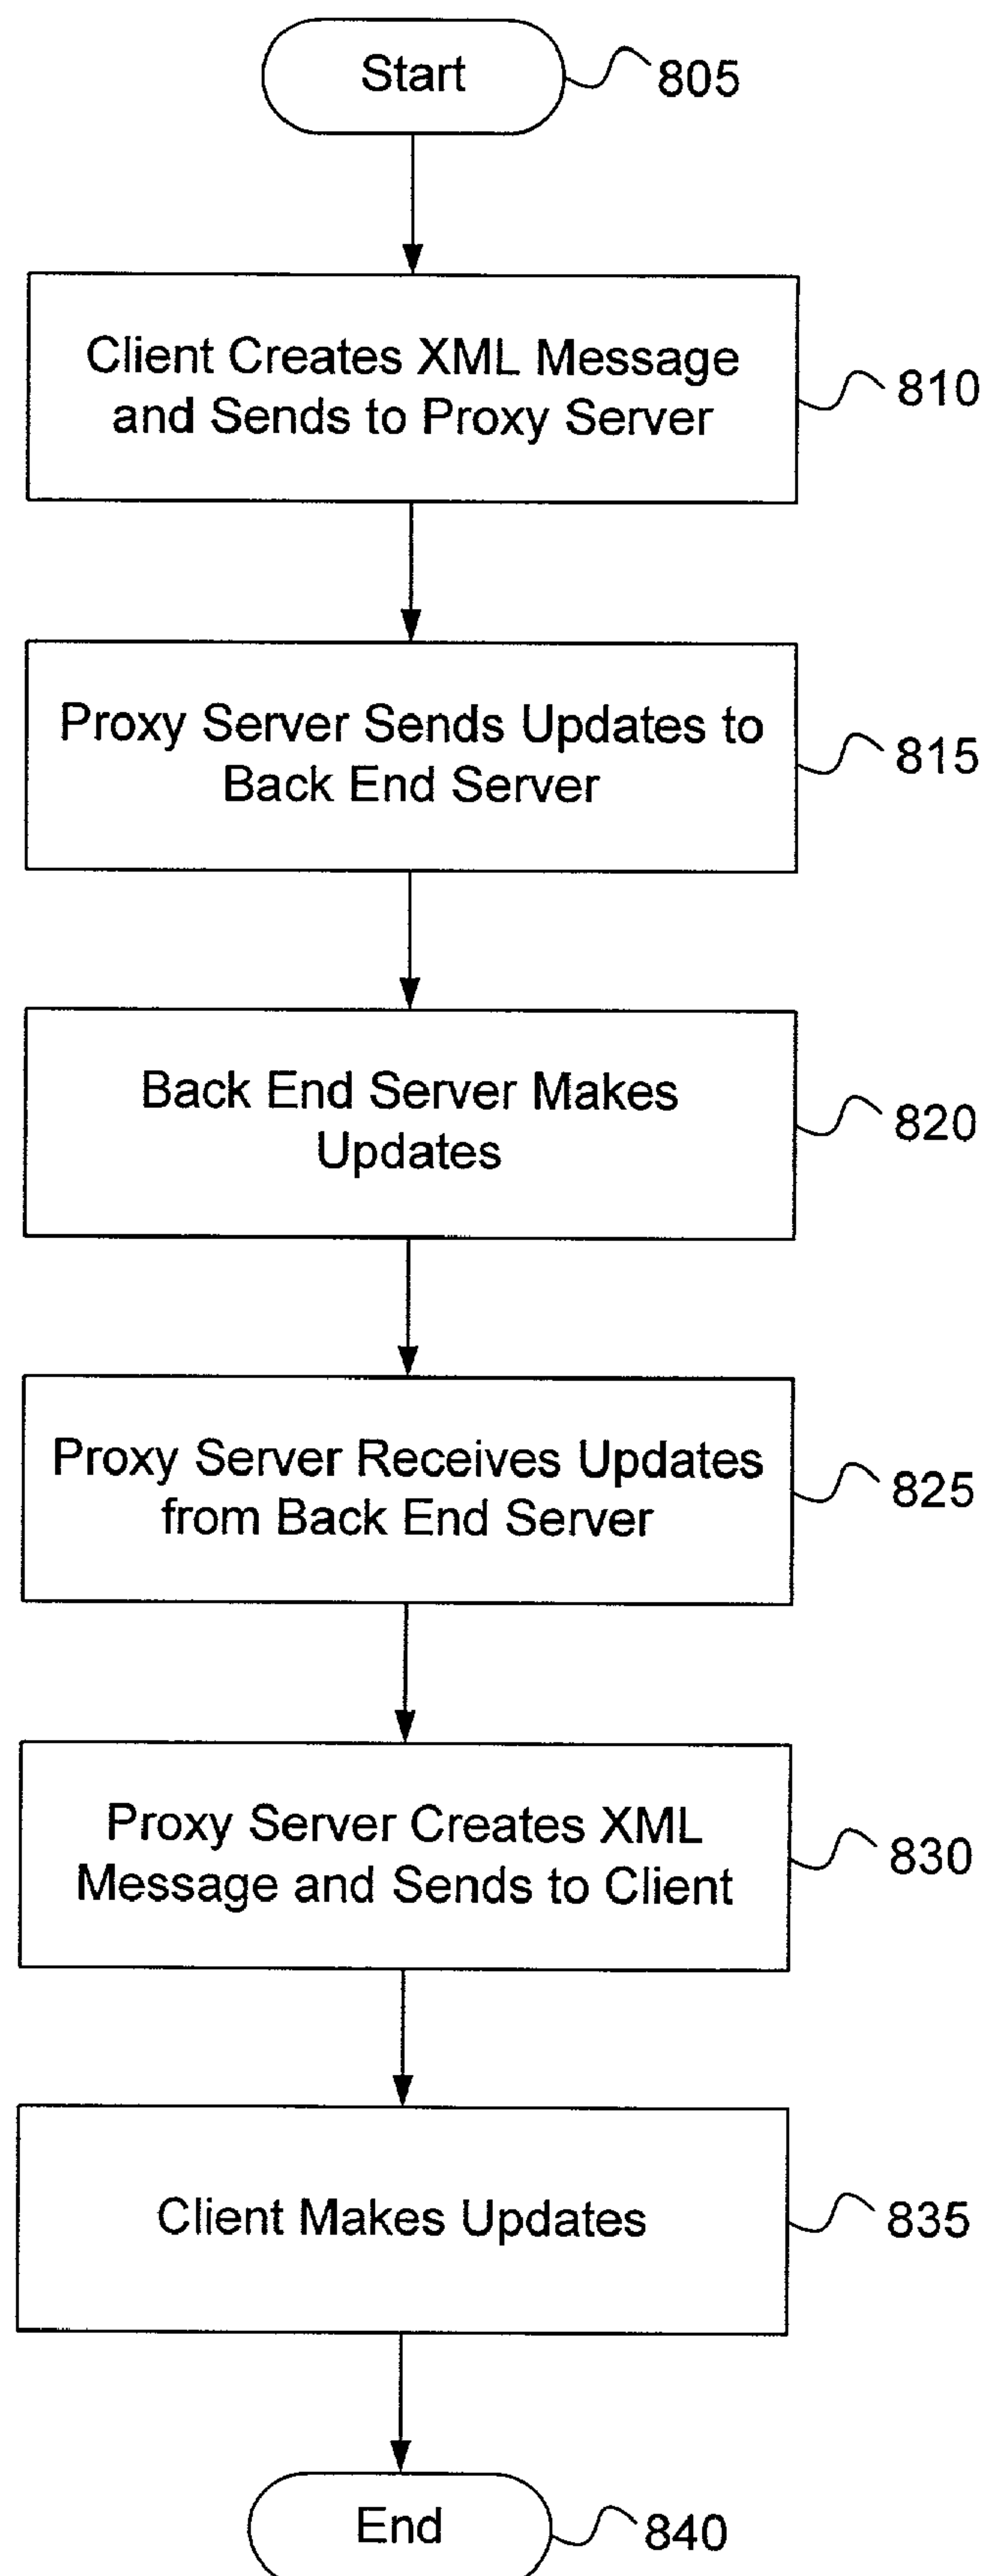 Start
805
Client Creates XML Message
and Sends to Proxy Server
810
Proxy Server Sends Updates to
Back End Server
815
Back End Server Makes
Updates
820
Proxy Server Receives Updates
from Back End Server
825
Proxy Server Creates XML
Message and Sends to Client
830
Client Makes Updates
835
End
840